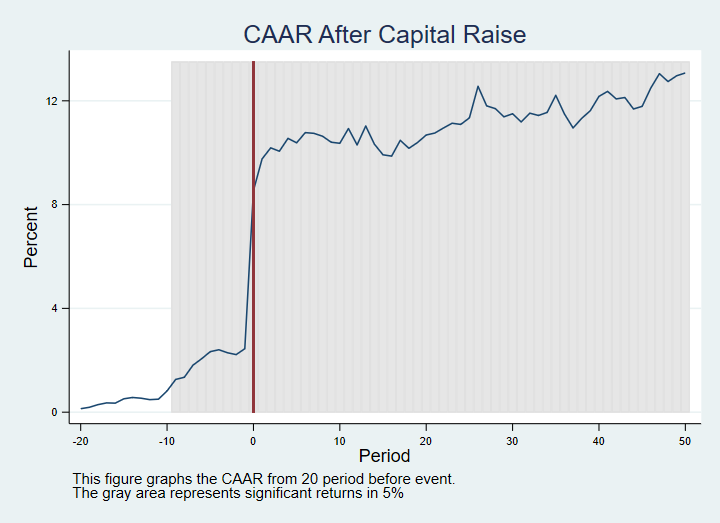 CAAR After Capital Raise
Percent
12
8
4
0
-20 -10 0 10 20 30 40 50
Period
This figure graphs the CAAR from 20 period before event.
The gray area represents significant returns in 5%